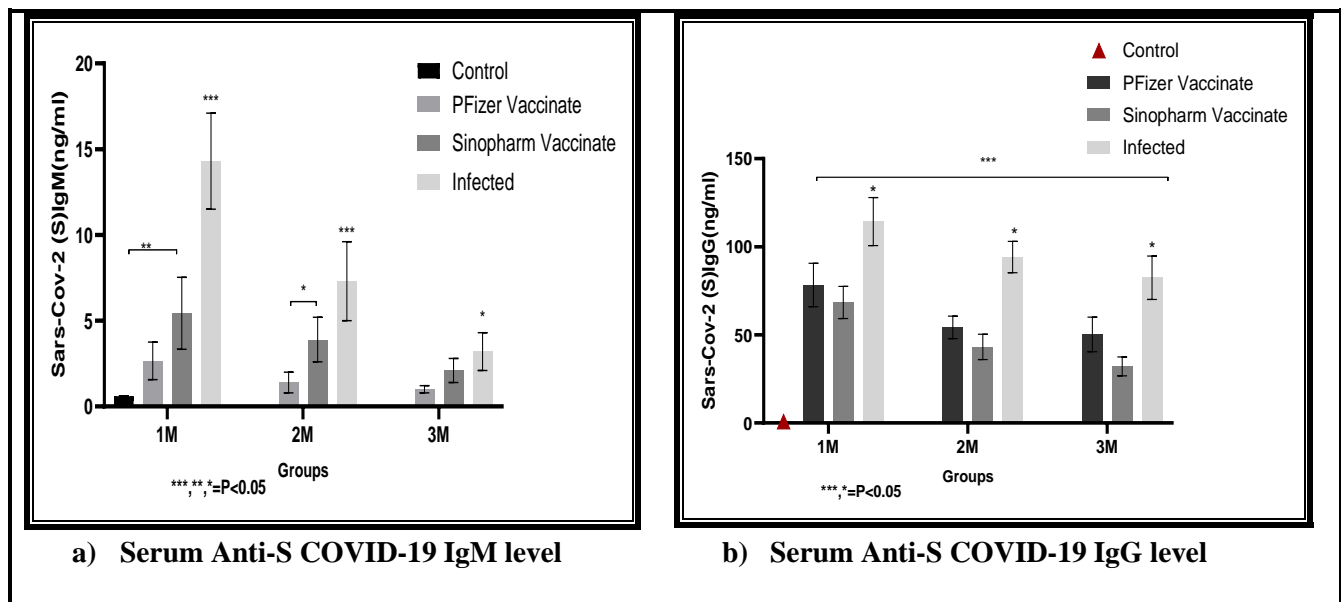 20
15
10
5
0
Sars-Cov-2 (S)IgM(ng/ml)
Control
PFizer Vaccinate
Sinopharm Vaccinate
Infected
**
***
*
***
*
1M
2M
3M
Groups
***,**,*=P<0.05
a) Serum Anti-S COVID-19 IgM level
150
100
50
0
Sars-Cov-2 (S)IgG(ng/ml)
Control
PFizer Vaccinate
Sinopharm Vaccinate
Infected
***
*
*
*
1M
2M
3M
Groups
***,*=P<0.05
b) Serum Anti-S COVID-19 IgG level